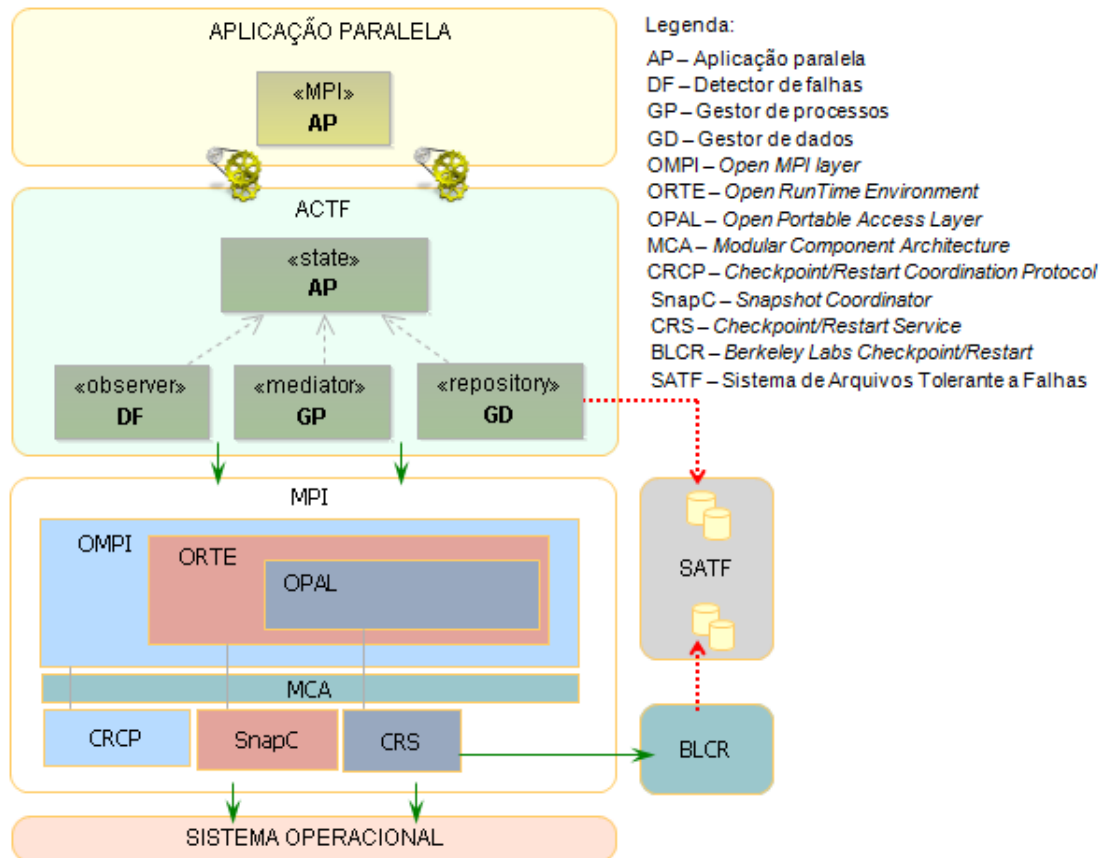 APLICAÇÃO PARALELA
«MPI»
AP
ACTF
«state»
AP
«observer»
DF
«mediator»
GP
«repository»
GD
MPI
OMPI
ORTE
OPAL
MCA
CRCP
SnapC
CRS
SISTEMA OPERACIONAL
SATF
BLCR
Legenda:
AP – Aplicação paralela
DF – Detector de falhas
GP – Gestor de processos
GD – Gestor de dados
OMPI – Open MPI layer
ORTE – Open RunTime Environment
OPAL – Open Portable Access Layer
MCA – Modular Component Architecture
CRCP – Checkpoint/Restart Coordination Protocol
SnapC – Snapshot Coordinator
CRS – Checkpoint/Restart Service
BLCR – Berkeley Labs Checkpoint/Restart
SATF – Sistema de Arquivos Tolerante a Falhas